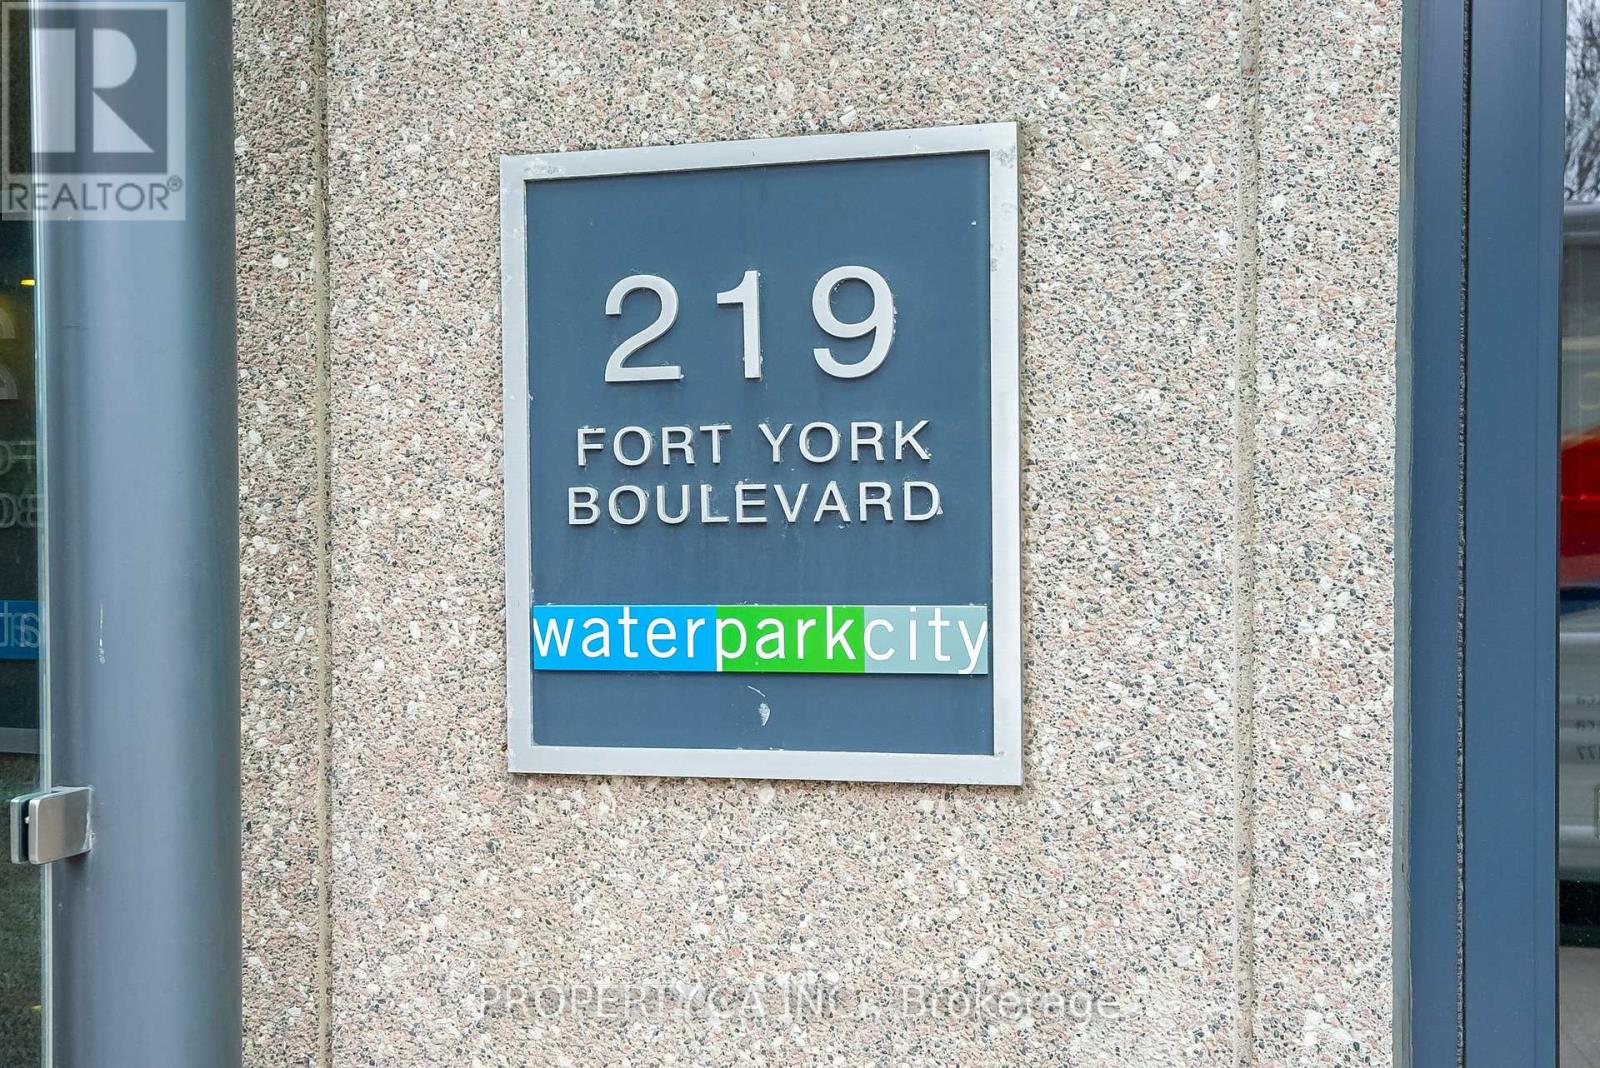 REALTOR®
219
FORT YORK
BOULEVARD
waterparkcity
PROPERTY.CA INC., Brokerage